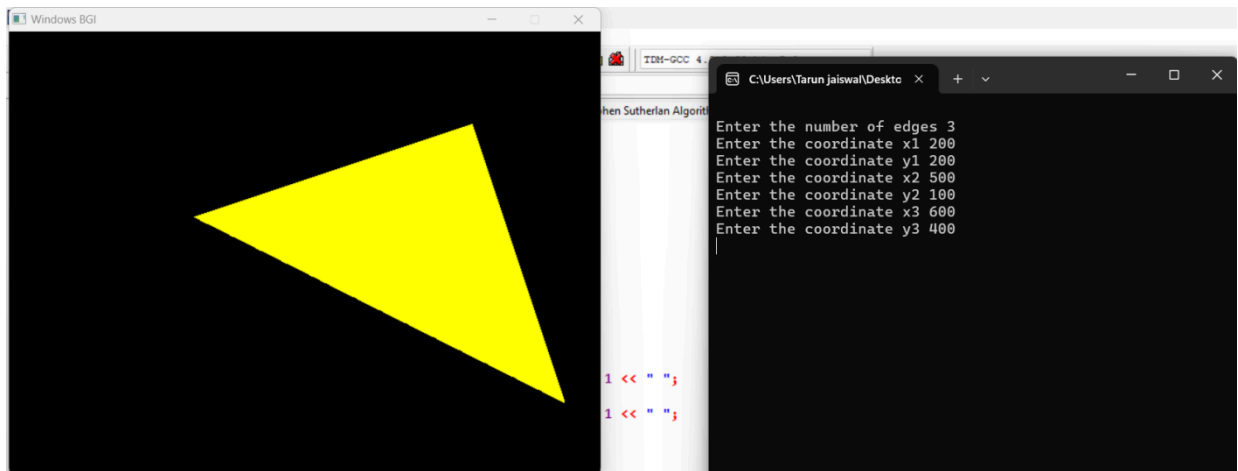 Windows BGI
TDM-GCC 4.
hen Sutherlan Algorit
1 << " ";
1 << " ";
C:\Users\Tarun jaiswal\Deskto
Enter the number of edges 3
Enter the coordinate x1 200
Enter the coordinate y1 200
Enter the coordinate x2 500
Enter the coordinate y2 100
Enter the coordinate x3 600
Enter the coordinate y3 400